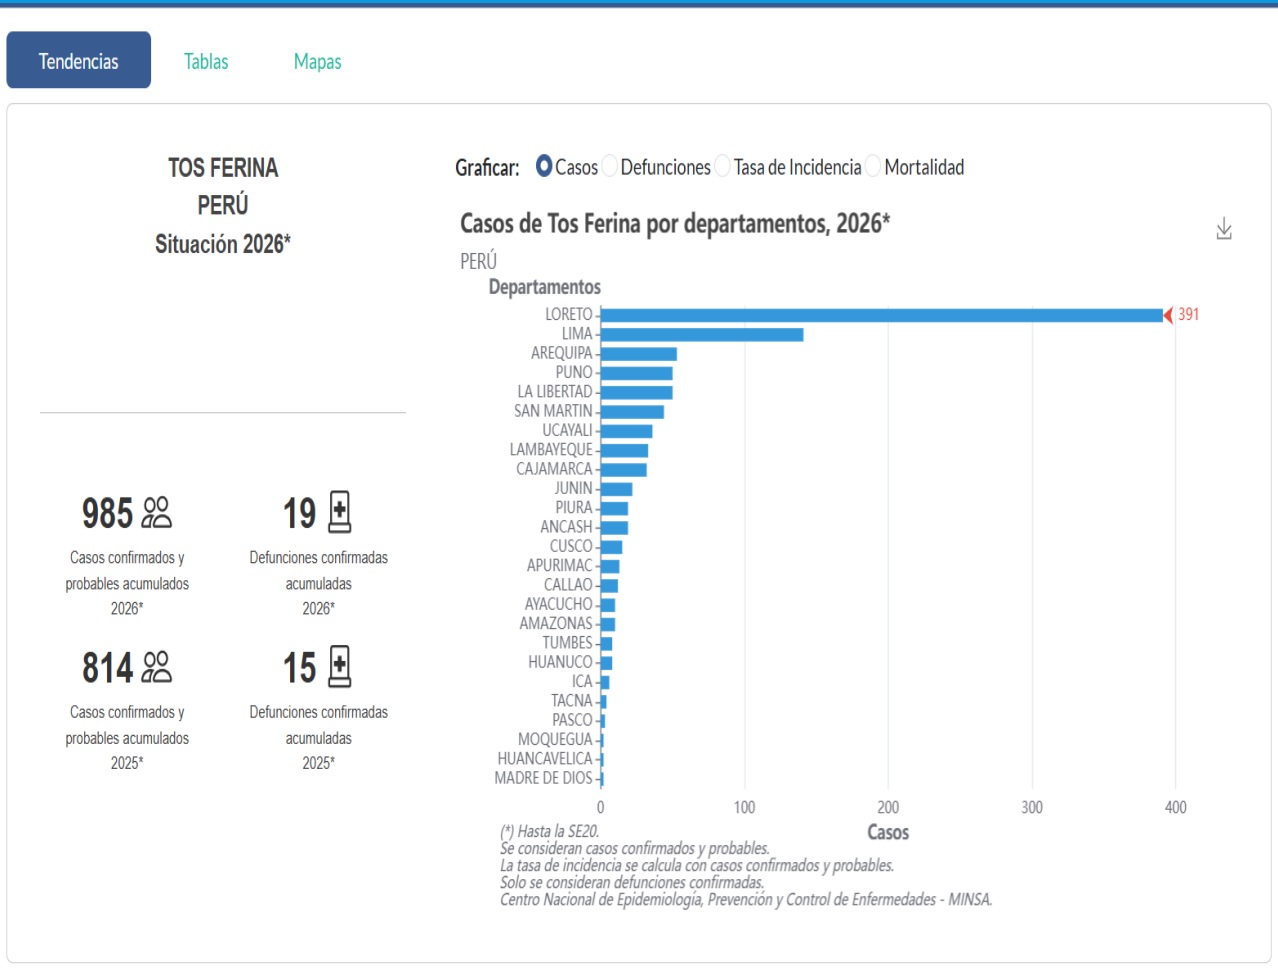 Tendencias
Tablas
Mapas
TOS FERINA
PERÚ
Situación 2026*
985
Casos confirmados y
probables acumulados
2026*
19
Defunciones confirmadas
acumuladas
2026*
814
Casos confirmados y
probables acumulados
2025*
15
Defunciones confirmadas
acumuladas
2025*
Graficar: Casos Defunciones Tasa de Incidencia Mortalidad
Casos de Tos Ferina por departamentos, 2026*
PERÚ
Departamentos
LORETO 391
LIMA
AREQUIPA
PUNO
LA LIBERTAD
SAN MARTIN
UCAYALI
LAMBAYEQUE
CAJAMARCA
JUNIN
PIURA
ANCASH
CUSCO
APURIMAC
CALLAO
AYACUCHO
AMAZONAS
TUMBES
HUANUCO
ICA
TACNA
PASCO
MOQUEGUA
HUANCAVELICA
MADRE DE DIOS
0 100 200 300 400
Casos
(*) Hasta la SE20.
Se consideran casos confirmados y probables.
La tasa de incidencia se calcula con casos confirmados y probables.
Solo se consideran defunciones confirmadas.
Centro Nacional de Epidemiología, Prevención y Control de Enfermedades - MINSA.